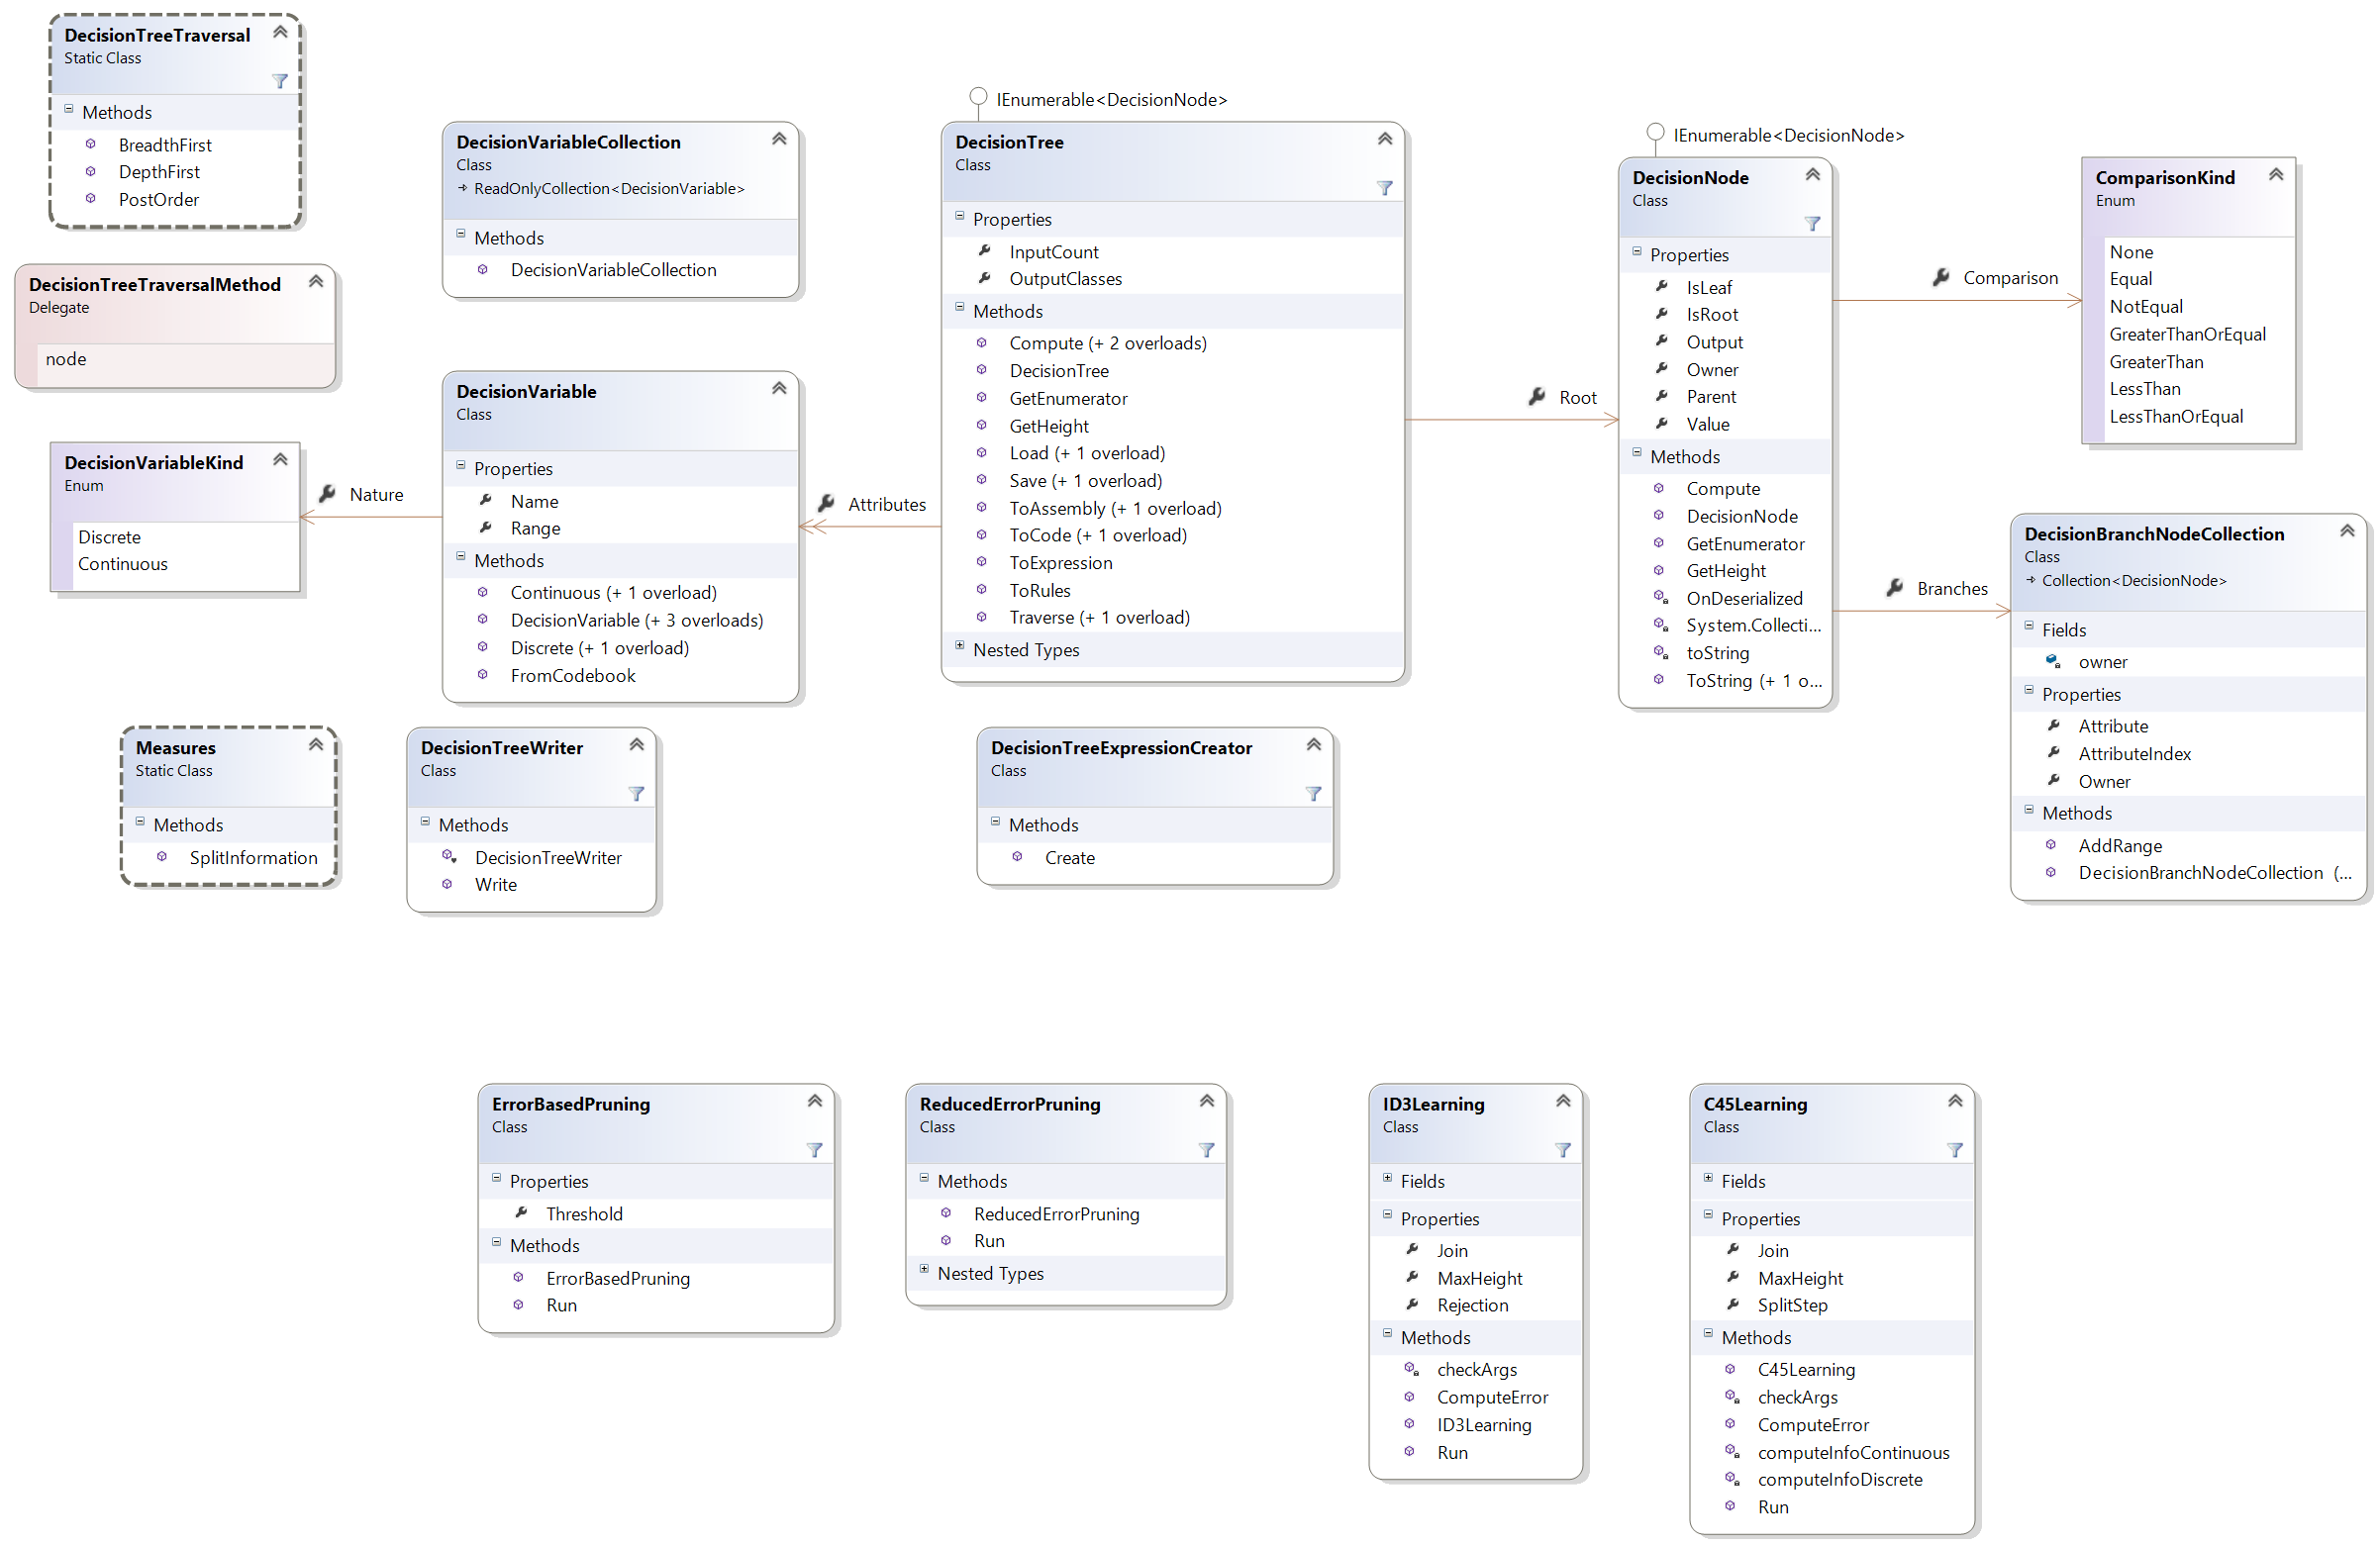 DecisionTreeTraversal
Static Class
Methods
BreadthFirst
DepthFirst
PostOrder
DecisionTreeTraversalMethod
Delegate
node
DecisionVariableKind
Enum
Discrete
Continuous
Nature
DecisionVariableCollection
Class
ReadOnlyCollection<DecisionVariable>
Methods
DecisionVariableCollection
DecisionVariable
Class
Properties
Name
Range
Methods
Continuous (+ 1 overload)
DecisionVariable (+ 3 overloads)
Discrete (+ 1 overload)
FromCodebook
Attributes
IEnumerable<DecisionNode>
DecisionTree
Class
Properties
InputCount
OutputClasses
Methods
Compute (+ 2 overloads)
DecisionTree
GetEnumerator
GetHeight
Load (+ 1 overload)
Save (+ 1 overload)
ToAssembly (+ 1 overload)
ToCode (+ 1 overload)
ToExpression
ToRules
Traverse (+ 1 overload)
Nested Types
Root
IEnumerable<DecisionNode>
DecisionNode
Class
Properties
IsLeaf
IsRoot
Output
Owner
Parent
Value
Methods
Compute
DecisionNode
GetEnumerator
GetHeight
OnDeserialized
System.Collecti...
toString
ToString (+ 1 o...
Comparison
ComparisonKind
Enum
None
Equal
NotEqual
GreaterThanOrEqual
GreaterThan
LessThan
LessThanOrEqual
Branches
DecisionBranchNodeCollection
Class
Collection<DecisionNode>
Fields
owner
Properties
Attribute
AttributeIndex
Owner
Methods
AddRange
DecisionBranchNodeCollection (...
Measures
Static Class
Methods
SplitInformation
DecisionTreeWriter
Class
Methods
DecisionTreeWriter
Write
DecisionTreeExpressionCreator
Class
Methods
Create
ErrorBasedPruning
Class
Properties
Threshold
Methods
ErrorBasedPruning
Run
ReducedErrorPruning
Class
Methods
ReducedErrorPruning
Run
Nested Types
ID3Learning
Class
Fields
Properties
Join
MaxHeight
Rejection
Methods
checkArgs
ComputeError
ID3Learning
Run
C45Learning
Class
Fields
Properties
Join
MaxHeight
SplitStep
Methods
C45Learning
checkArgs
ComputeError
computeInfoContinuous
computeInfoDiscrete
Run